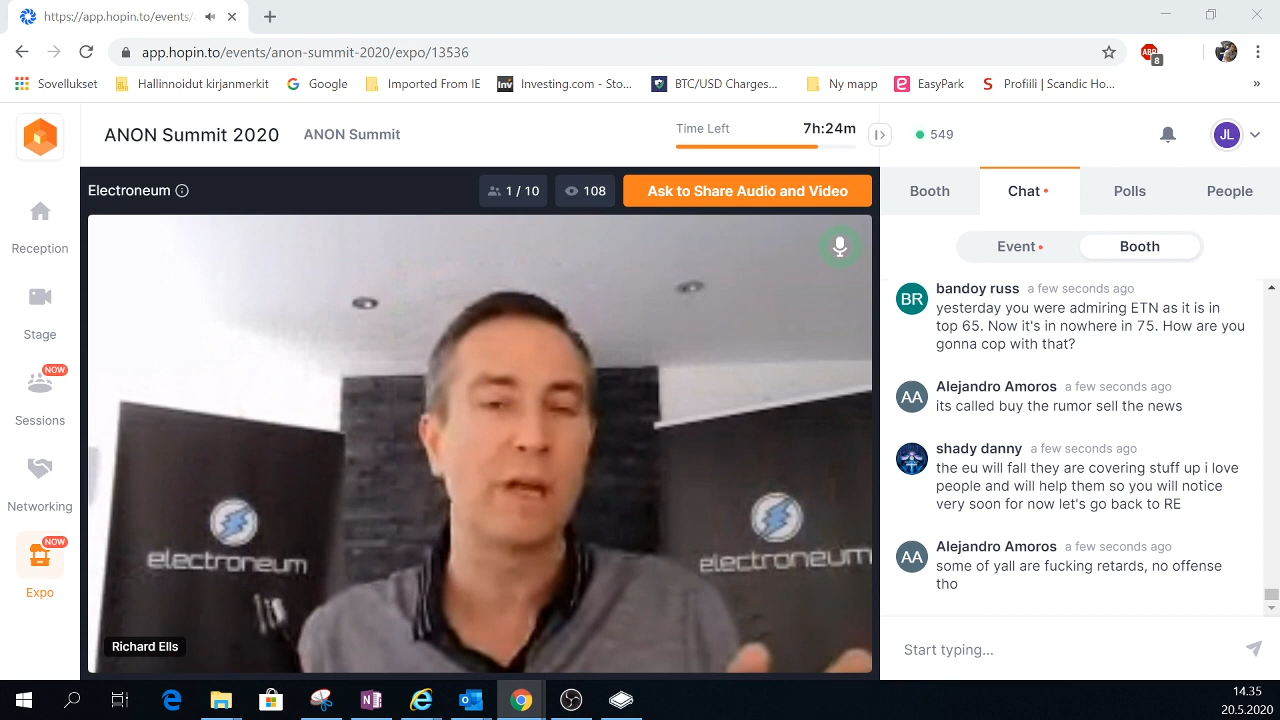 https://app.hopin.to/events/
app.hopin.to/events/anon-summit-2020/expo/13536
ABP
8
Sovellukset
Hallinnoidut kirjanmerkit
Google
Imported From IE
Inv
Investing.com - Sto...
BTC/USD Charges...
Ny mapp
EasyPark
Profiili | Scandic Ho...
»
ANON Summit 2020
ANON Summit
Time Left
7h:24m
549
JL
Electroneum
1 / 10
108
Ask to Share Audio and Video
Booth
Chat
Polls
People
Event
Booth
Reception
Stage
NOW
Sessions
Networking
NOW
Expo
electroneum
electroneum
Richard Ells
BR
bandoy russ a few seconds ago
yesterday you were admiring ETN as it is in
top 65. Now it's in nowhere in 75. How are you
gonna cop with that?
AA
Alejandro Amoros a few seconds ago
its called buy the rumor sell the news
shady danny a few seconds ago
the eu will fall they are covering stuff up i love
people and will help them so you will notice
very soon for now let's go back to RE
AA
Alejandro Amoros a few seconds ago
some of yall are fucking retards, no offense
tho
Start typing...
14.35
20.5.2020